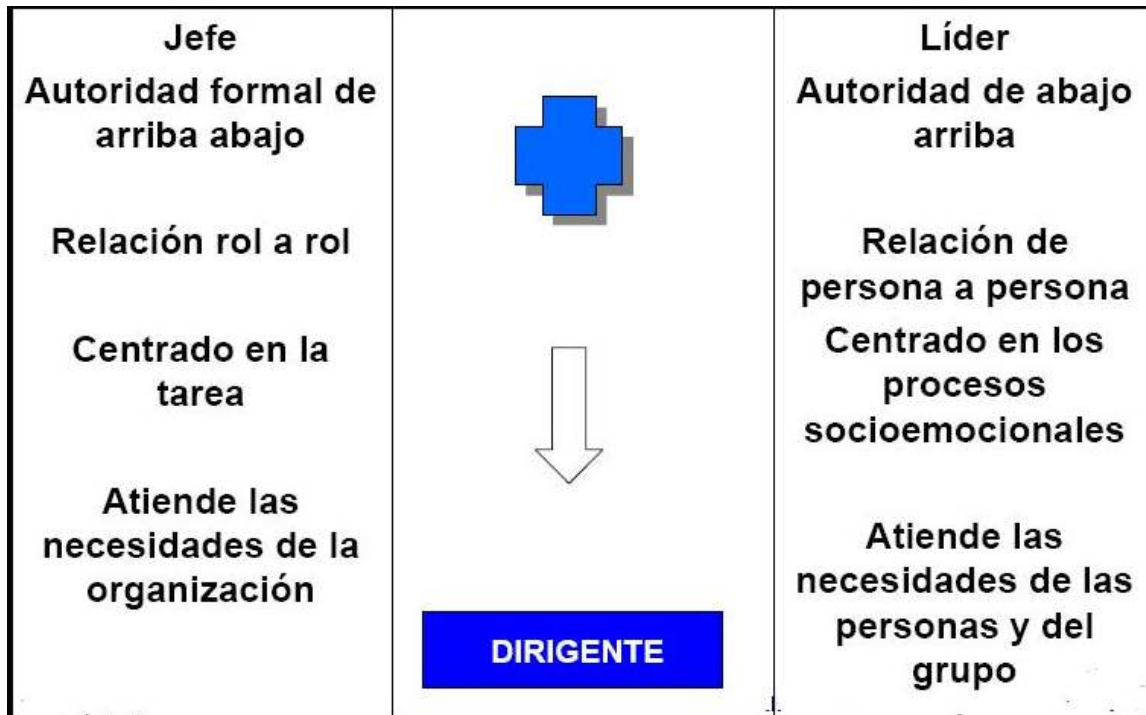 Jefe
Autoridad formal de
arriba abajo
Relación rol a rol
Centrado en la
tarea
Atiende las
necesidades de la
organización
DIRIGENTE
Líder
Autoridad de abajo
arriba
Relación de
persona a persona
Centrado en los
procesos
socioemocionales
Atiende las
necesidades de las
personas y del
grupo